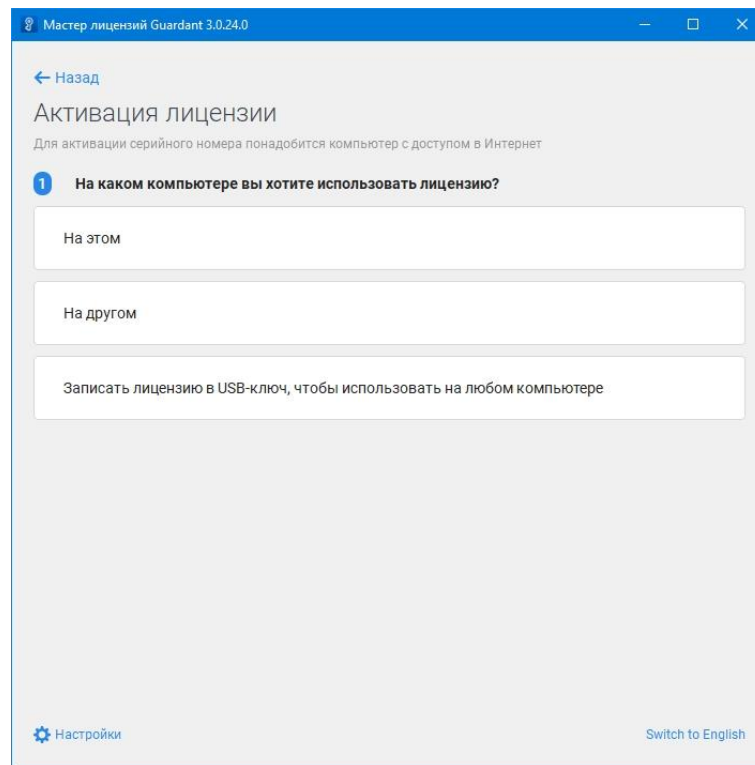 Мастер лицензий Guardant 3.0.24.0
Назад
Активация лицензии
Для активации серийного номера понадобится компьютер с доступом в Интернет
1 На каком компьютере вы хотите использовать лицензию?
На этом
На другом
Записать лицензию в USB-ключ, чтобы использовать на любом компьютере
Настройки
Switch to English